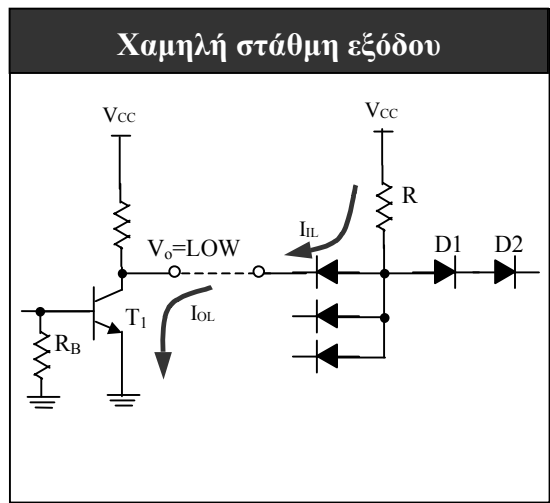 Χαμηλή στάθμη εξόδου
VCC VCC
R
IIL
Vo=LOW D1 D2
IOL
T1
RB